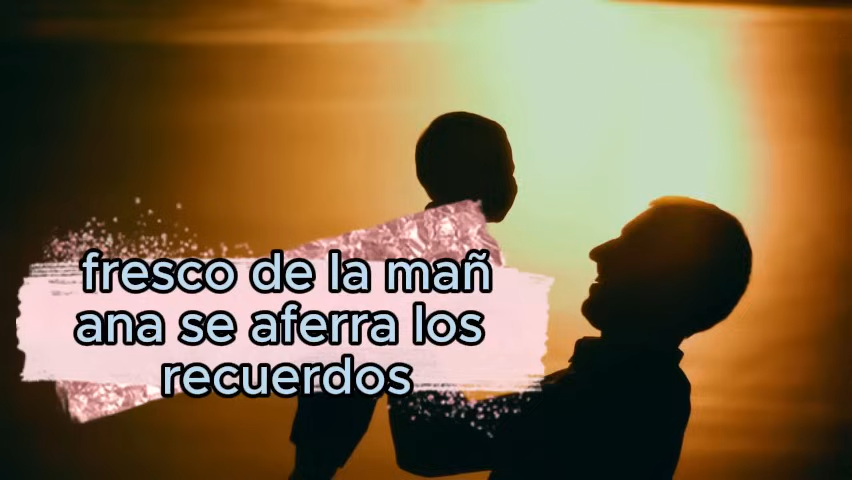 fresco de la mañ
ana se aferra los
recuerdos